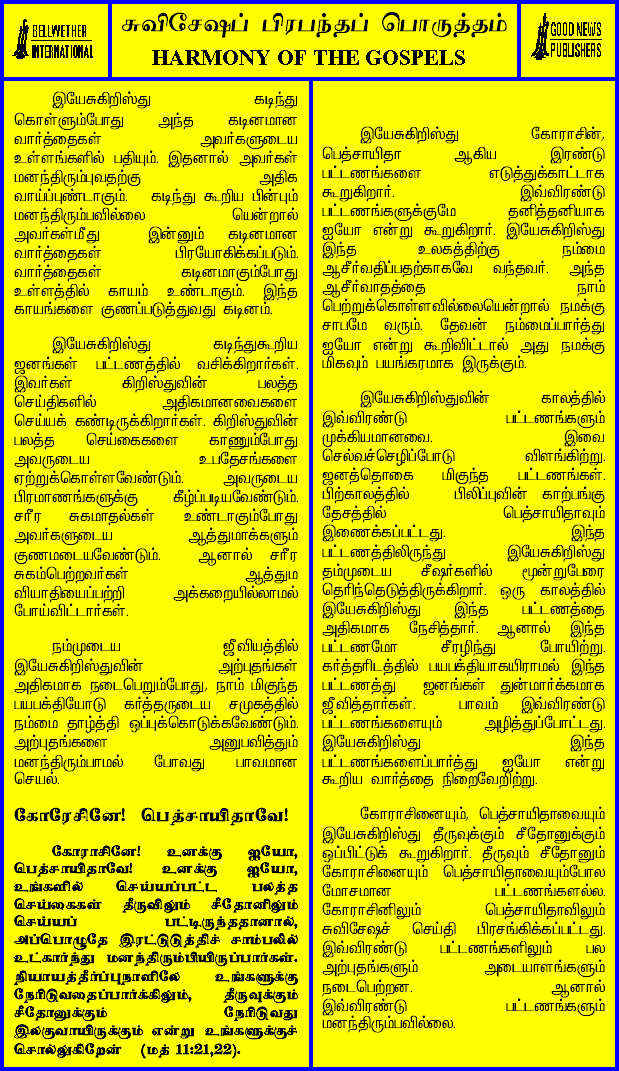 BELLWETHER
INTERNATIONAL
சுவிசேஷப் பிரபந்தப் பொருத்தம்
HARMONY OF THE GOSPELS
GOOD NEWS
PUBLISHERS
இயேசுகிறிஸ்து கடிந்து
கொள்ளும்போது அந்த கடினமான
வார்த்தைகள் அவர்களுடைய
உள்ளங்களில் பதியும். இதனால் அவர்கள்
மனந்திரும்புவதற்கு அதிக
வாய்ப்புண்டாகும். கடிந்து கூறிய பின்பும்
மனந்திரும்பவில்லை யென்றால்
அவர்கள்மீது இன்னும் கடினமான
வார்த்தைகள் பிரயோகிக்கப்படும்.
வார்த்தைகள் கடினமாகும்போது
உள்ளத்தில் காயம் உண்டாகும். இந்த
காயங்களை குணப்படுத்துவது கடினம்.
இயேசுகிறிஸ்து கடிந்துகூறிய
ஜனங்கள் பட்டணத்தில் வசிக்கிறார்கள்.
இவர்கள் கிறிஸ்துவின் பலத்த
செய்திகளில் அதிகமானவைகளை
செய்யக் கண்டிருக்கிறார்கள். கிறிஸ்துவின்
பலத்த செய்கைகளை காணும்போது
அவருடைய உபதேசங்களை
ஏற்றுக்கொள்ளவேண்டும். அவருடைய
பிரமாணங்களுக்கு கீழ்ப்படியவேண்டும்.
சரீர சுகமாதல்கள் உண்டாகும்போது
அவர்களுடைய ஆத்துமாக்களும்
குணமடையவேண்டும். ஆனால் சரீர
சுகம்பெற்றவர்கள் ஆத்தும
வியாதியைப்பற்றி அக்கறையில்லாமல்
போய்விட்டார்கள்.
நம்முடைய ஜீவியத்தில்
இயேசுகிறிஸ்துவின் அற்புதங்கள்
அதிகமாக நடைபெறும்போது, நாம் மிகுந்த
பயபக்தியோடு கர்த்தருடைய சமுகத்தில்
நம்மை தாழ்த்தி ஒப்புக்கொடுக்கவேண்டும்.
அற்புதங்களை அனுபவித்தும்
மனந்திரும்பாமல் போவது பாவமான
செயல்.
கோரேசினே! பெத்சாயிதாவே!
கோராசினே! உனக்கு ஐயோ,
பெத்சாயிதாவே! உனக்கு ஐயோ,
உங்களில் செய்யப்பட்ட பலத்த
செய்கைகள் தீருவிலும் சீதோனிலும்
செய்யப் பட்டிருந்ததானால்,
அப்பொழுதே இரட்டுடுத்திச் சாம்பலில்
உட்கார்ந்து மனந்திரும்பியிருப்பார்கள்.
நியாயத்தீர்ப்புநாளிலே உங்களுக்கு
நேரிடுவதைப்பார்க்கிலும், தீருவுக்கும்
சீதோனுக்கும் நேரிடுவது
இலகுவாயிருக்கும் என்று உங்களுக்குச்
சொல்லுகிறேன் (மத் 11:21,22).
இயேசுகிறிஸ்து கோராசின்,
பெத்சாயிதா ஆகிய இரண்டு
பட்டணங்களை எடுத்துக்காட்டாக
கூறுகிறார். இவ்விரண்டு
பட்டணங்களுக்குமே தனித்தனியாக
ஐயோ என்று கூறுகிறார். இயேசுகிறிஸ்து
இந்த உலகத்திற்கு நம்மை
ஆசீர்வதிப்பதற்காகவே வந்தவர். அந்த
ஆசீர்வாதத்தை நாம்
பெற்றுக்கொள்ளவில்லையென்றால் நமக்கு
சாபமே வரும். தேவன் நம்மைப்பார்த்து
ஐயோ என்று கூறிவிட்டால் அது நமக்கு
மிகவும் பயங்கரமாக இருக்கும்.
இயேசுகிறிஸ்துவின் காலத்தில்
இவ்விரண்டு பட்டணங்களும்
முக்கியமானவை. இவை
செல்வச்செழிப்போடு விளங்கிற்று.
ஜனத்தொகை மிகுந்த பட்டணங்கள்.
பிற்காலத்தில் பிலிப்புவின் காற்பங்கு
தேசத்தில் பெத்சாயிதாவும்
இணைக்கப்பட்டது. இந்த
பட்டணத்திலிருந்து இயேசுகிறிஸ்து
தம்முடைய சீஷர்களில் மூன்றுபேரை
தெரிந்தெடுத்திருக்கிறார். ஒரு காலத்தில்
இயேசுகிறிஸ்து இந்த பட்டணத்தை
அதிகமாக நேசித்தார். ஆனால் இந்த
பட்டணமோ சீரழிந்து போயிற்று.
கர்த்தரிடத்தில் பயபக்தியாகயிராமல் இந்த
பட்டணத்து ஜனங்கள் துன்மார்க்கமாக
ஜீவித்தார்கள். பாவம் இவ்விரண்டு
பட்டணங்களையும் அழித்துப்போட்டது.
இயேசுகிறிஸ்து இந்த
பட்டணங்களைப்பார்த்து ஐயோ என்று
கூறிய வார்த்தை நிறைவேறிற்று.
கோராசினையும், பெத்சாயிதாவையும்
இயேசுகிறிஸ்து தீருவுக்கும் சீதோனுக்கும்
ஒப்பிட்டுக் கூறுகிறார். தீருவும் சீதோனும்
கோராசினையும் பெத்சாயிதாவையும்போல
மோசமான பட்டணங்களல்ல.
கோராசினிலும் பெத்சாயிதாவிலும்
சுவிசேஷச் செய்தி பிரசங்கிக்கப்பட்டது.
இவ்விரண்டு பட்டணங்களிலும் பல
அற்புதங்களும் அடையாளங்களும்
நடைபெற்றன. ஆனால்
இவ்விரண்டு பட்டணங்களும்
மனந்திரும்பவில்லை.